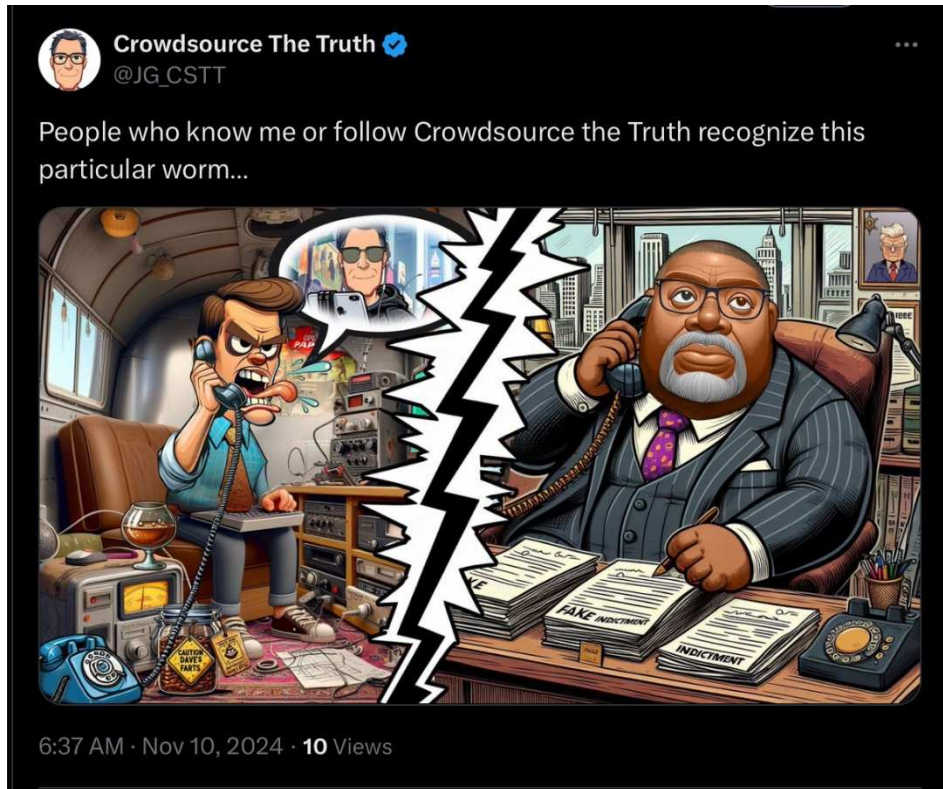 Crowdsource The Truth
@JG_CSTT
People who know me or follow Crowdsource the Truth recognize this
particular worm...
CAUTION
DAVE'S
FARTS
FAKE INDICTMENT
INDICTMENT
6:37 AM · Nov 10, 2024 · 10 Views